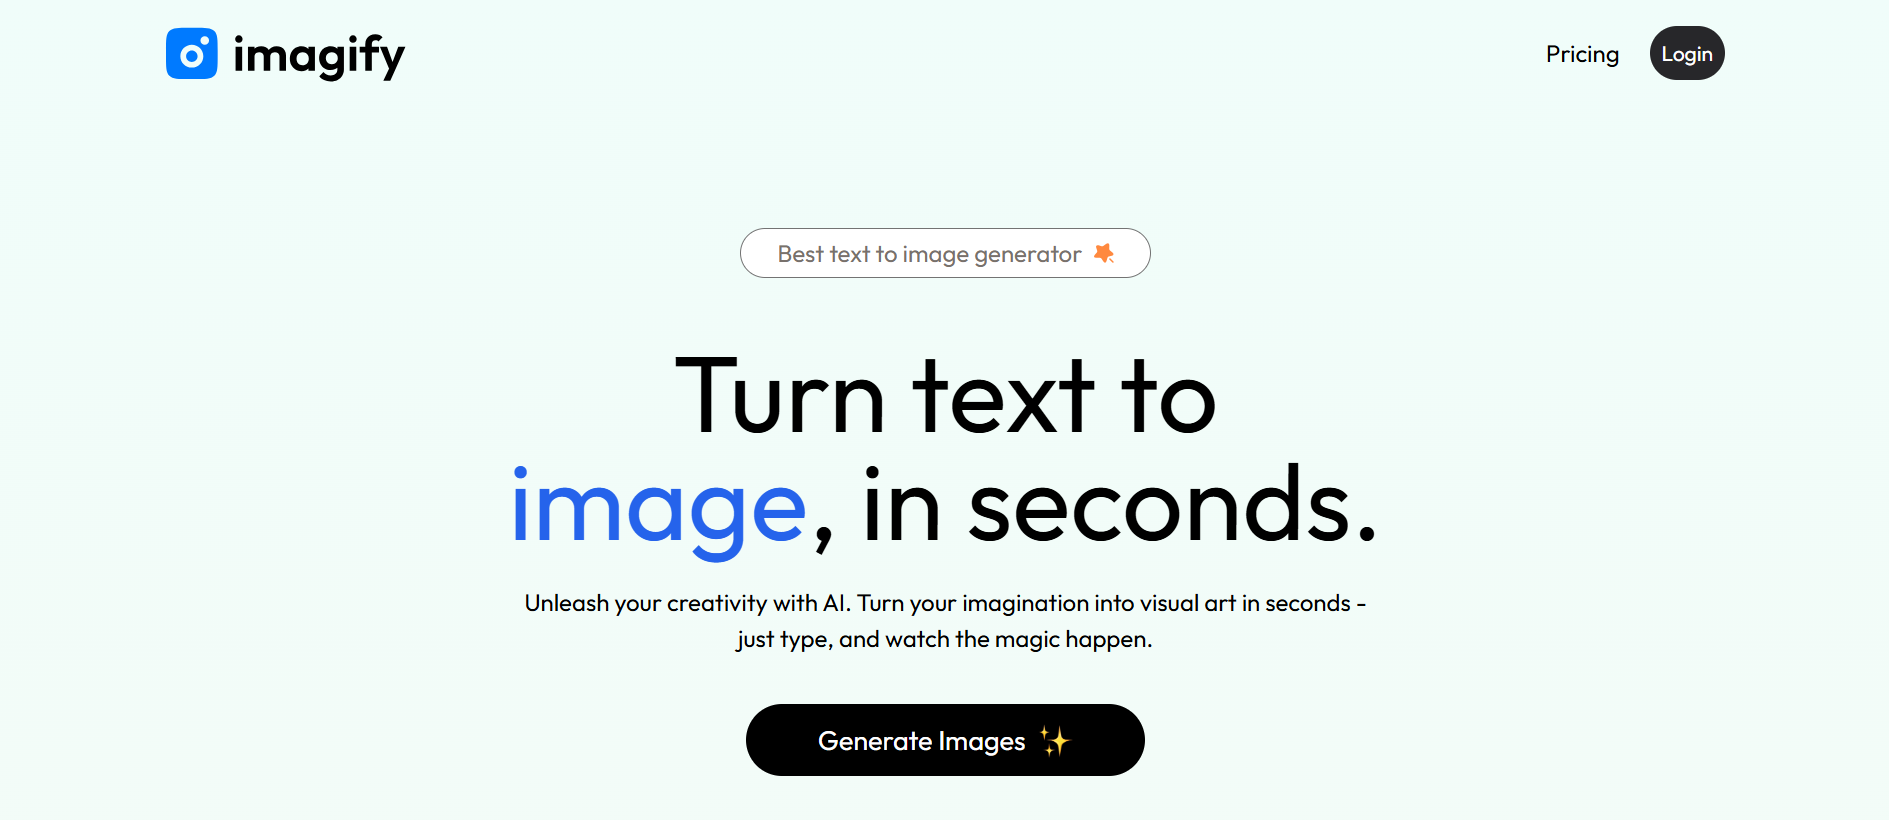 imagify
Pricing
Login
Best text to image generator
Turn text to
image, in seconds.
Unleash your creativity with AI. Turn your imagination into visual art in seconds -
just type, and watch the magic happen.
Generate Images